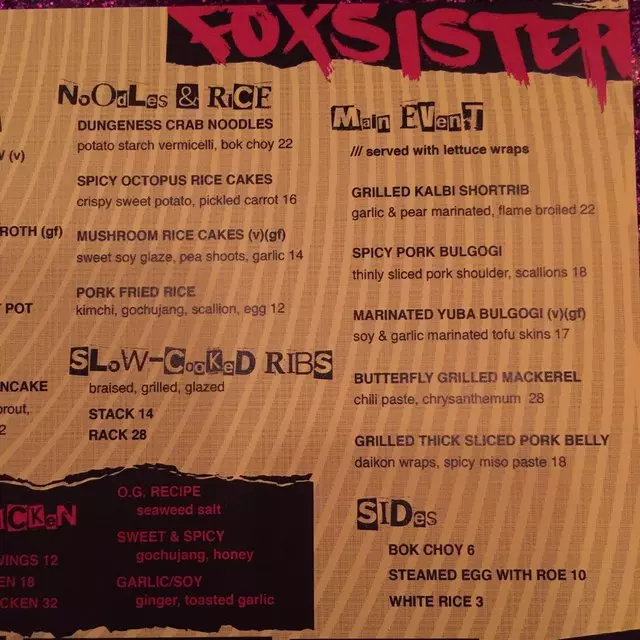 FOXSISTER
NOODLES & RICE
DUNGENESS CRAB NOODLES
potato starch vermicelli, bok choy 22
SPICY OCTOPUS RICE CAKES
crispy sweet potato, pickled carrot 16
MUSHROOM RICE CAKES (v)(gf)
sweet soy glaze, pea shoots, garlic 14
PORK FRIED RICE
kimchi, gochujang, scallion, egg 12
SLOW-COOKED RIBS
braised, grilled, glazed
STACK 14
RACK 28
(v)
ROTH (gf)
POT
NCAKE
prout,
2
ICKEN
WINGS 12
EN 18
CKEN 32
O.G. RECIPE
seaweed salt
SWEET & SPICY
gochujang, honey
GARLIC/SOY
ginger, toasted garlic
MaIn EVenT
/// served with lettuce wraps
GRILLED KALBI SHORTRIB
garlic & pear marinated, flame broiled 22
SPICY PORK BULGOGI
thinly sliced pork shoulder, scallions 18
MARINATED YUBA BULGOGI (v)(gf)
soy & garlic marinated tofu skins 17
BUTTERFLY GRILLED MACKEREL
chili paste, chrysanthemum 28
GRILLED THICK SLICED PORK BELLY
daikon wraps, spicy miso paste 18
SIDes
BOK CHOY 6
STEAMED EGG WITH ROE 10
WHITE RICE 3